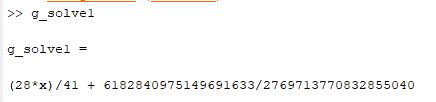 >> g_solve1
g_solve1 =
(28*x)/41 + 6182840975149691633/2769713770832855040